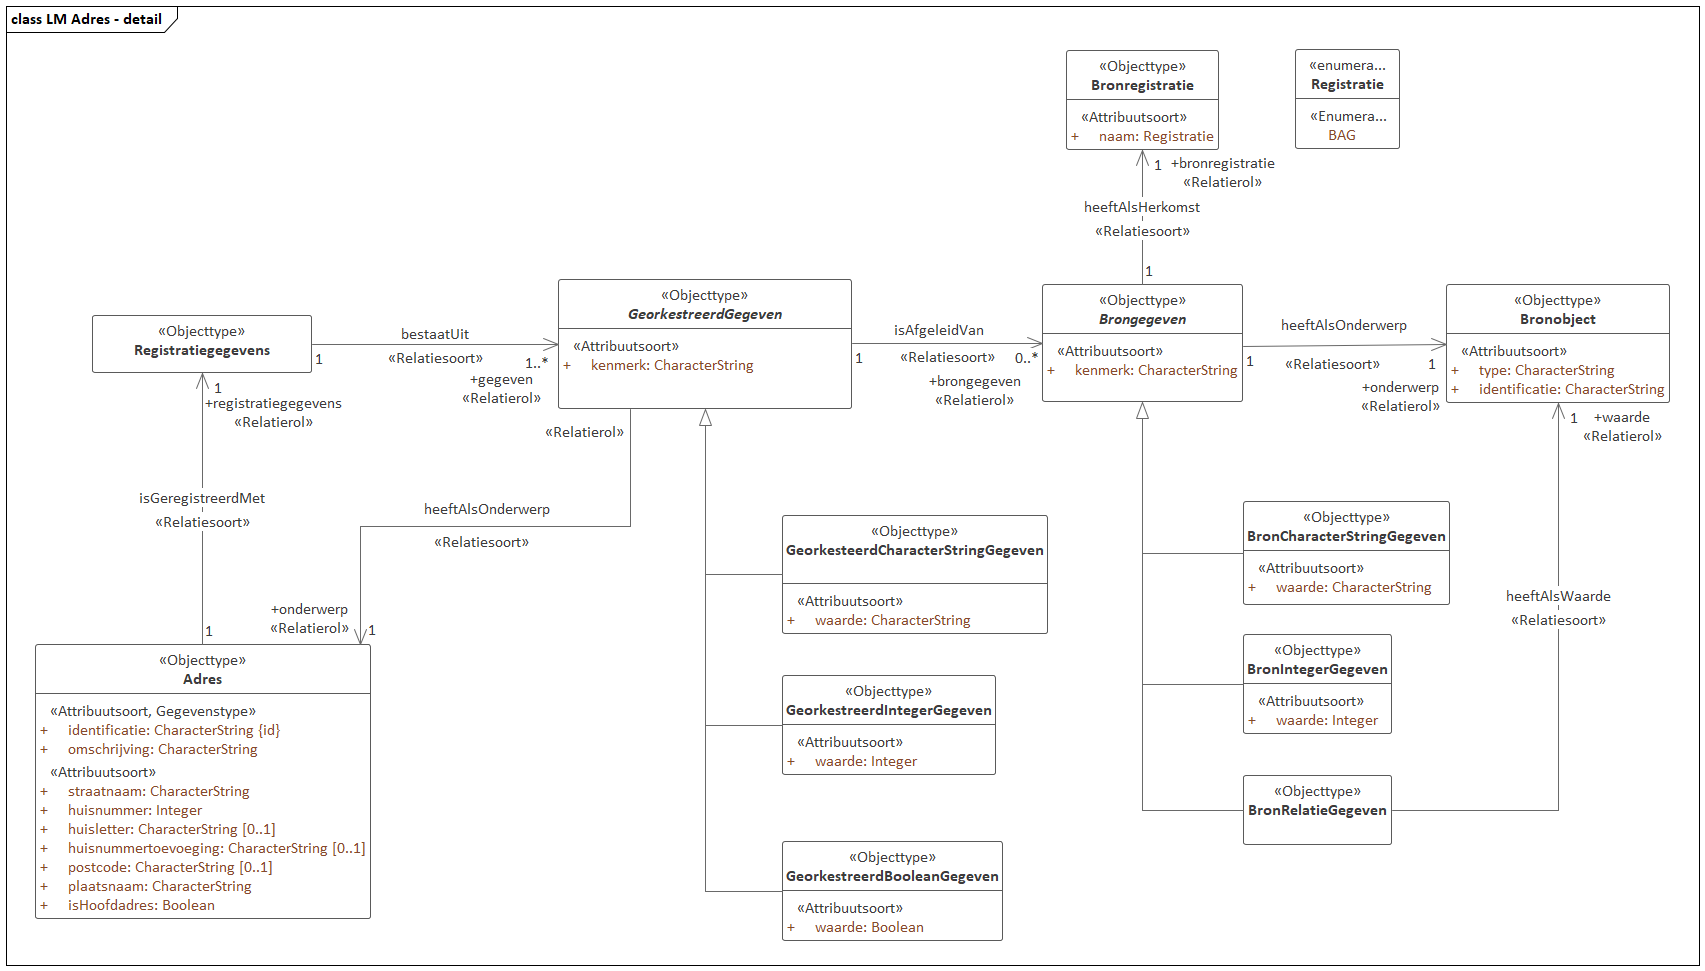 class LM Adres - detail
«Objecttype»
Bronregistratie
«Attribuutsoort»
+ naam: Registratie
«enumera...
Registratie
«Enumera...
BAG
1 +bronregistratie
«Relatierol»
heeftAlsHerkomst
«Relatiesoort»
1
«Objecttype»
Registratiegegevens
bestaatUit
«Relatiesoort»
1
1..*
+gegeven
«Relatierol»
«Objecttype»
GeorkestreerdGegeven
«Attribuutsoort»
+ kenmerk: CharacterString
isAfgeleidVan
«Relatiesoort»
1
0..*
+brongegeven
«Relatierol»
«Objecttype»
Brongegeven
«Attribuutsoort»
+ kenmerk: CharacterString
heeftAlsOnderwerp
«Relatiesoort»
1
1
+onderwerp
«Relatierol»
«Objecttype»
Bronobject
«Attribuutsoort»
+ type: CharacterString
+ identificatie: CharacterString
1
+registratiegegevens
«Relatierol»
isGeregistreerdMet
«Relatiesoort»
1
«Relatierol»
heeftAlsOnderwerp
«Relatiesoort»
+onderwerp
«Relatierol»
1
1 +waarde
«Relatierol»
heeftAlsWaarde
«Relatiesoort»
«Objecttype»
GeorkesteerdCharacterStringGegeven
«Attribuutsoort»
+ waarde: CharacterString
«Objecttype»
BronCharacterStringGegeven
«Attribuutsoort»
+ waarde: CharacterString
«Objecttype»
BronIntegerGegeven
«Attribuutsoort»
+ waarde: Integer
«Objecttype»
Adres
«Attribuutsoort, Gegevenstype»
+ identificatie: CharacterString {id}
+ omschrijving: CharacterString
«Attribuutsoort»
+ straatnaam: CharacterString
+ huisnummer: Integer
+ huisletter: CharacterString [0..1]
+ huisnummertoevoeging: CharacterString [0..1]
+ postcode: CharacterString [0..1]
+ plaatsnaam: CharacterString
+ isHoofdadres: Boolean
«Objecttype»
GeorkestreerdIntegerGegeven
«Attribuutsoort»
+ waarde: Integer
«Objecttype»
BronRelatieGegeven
«Objecttype»
GeorkestreerdBooleanGegeven
«Attribuutsoort»
+ waarde: Boolean